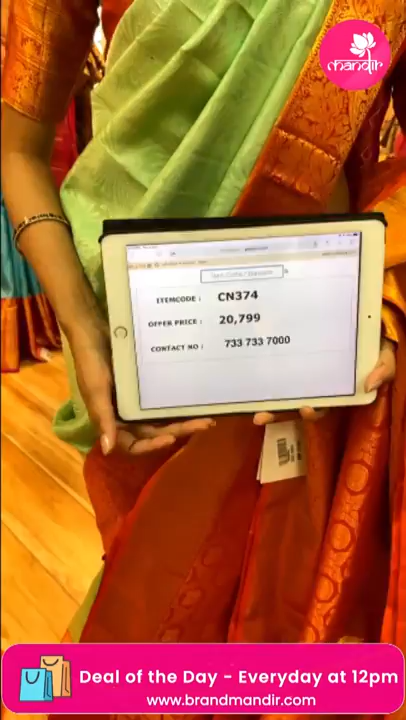 mandir
ITEMCODE : CN374
OFFER PRICE : 20,799
CONTACT NO : 733 733 7000
Deal of the Day - Everyday at 12pm
www.brandmandir.com